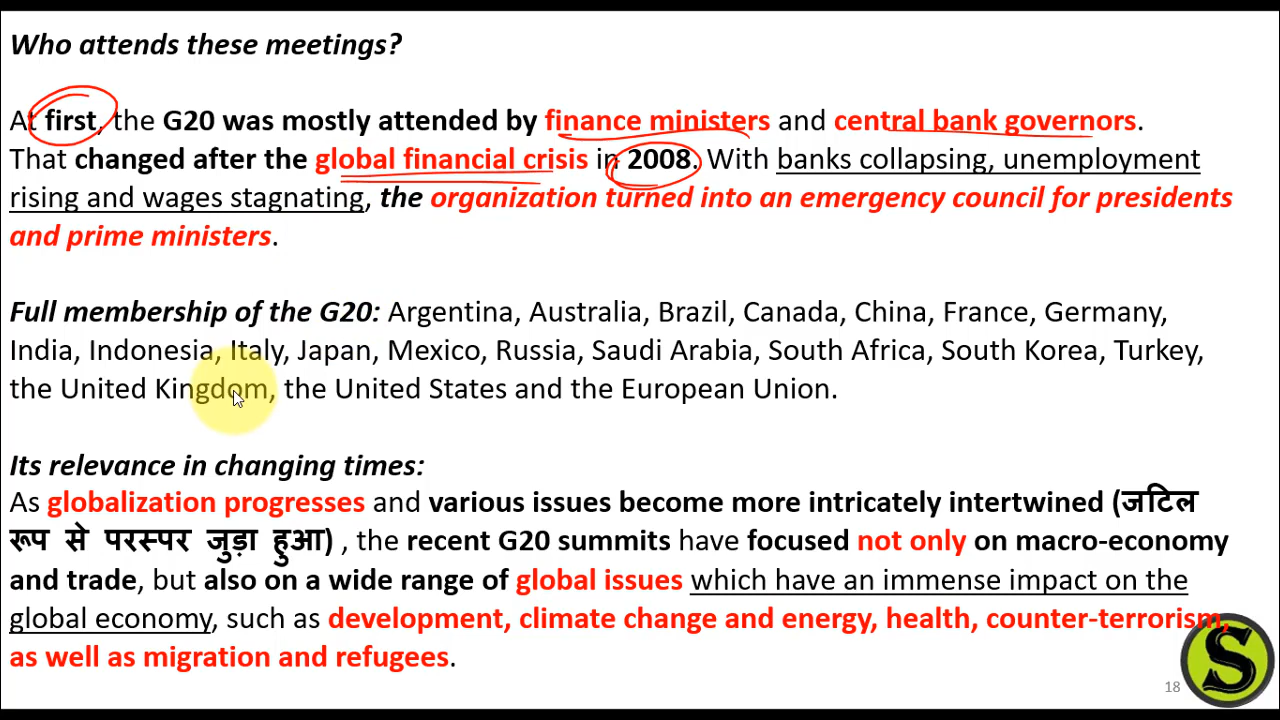 Who attends these meetings?
At first, the G20 was mostly attended by finance ministers and central bank governors.
That changed after the global financial crisis in 2008. With banks collapsing, unemployment
rising and wages stagnating, the organization turned into an emergency council for presidents
and prime ministers.
Full membership of the G20: Argentina, Australia, Brazil, Canada, China, France, Germany,
India, Indonesia, Italy, Japan, Mexico, Russia, Saudi Arabia, South Africa, South Korea, Turkey,
the United Kingdom, the United States and the European Union.
Its relevance in changing times:
As globalization progresses and various issues become more intricately intertwined (जटिल
रूप से परस्पर जुड़ा हुआ) , the recent G20 summits have focused not only on macro-economy
and trade, but also on a wide range of global issues which have an immense impact on the
global economy, such as development, climate change and energy, health, counter-terrorism,
as well as migration and refugees.
S
18